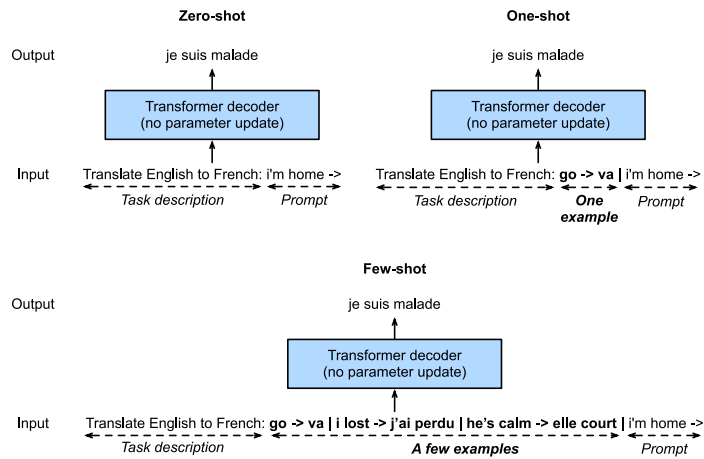 Zero-shot
One-shot
Output
je suis malade
je suis malade
Transformer decoder
(no parameter update)
Transformer decoder
(no parameter update)
Input
Translate English to French: i'm home ->
Translate English to French: go -> va | i'm home ->
Task description
Prompt
Task description
One
example
Prompt
Few-shot
Output
je suis malade
Transformer decoder
(no parameter update)
Input
Translate English to French: go -> va | i lost -> j'ai perdu | he's calm -> elle court | i'm home ->
Task description
A few examples
Prompt